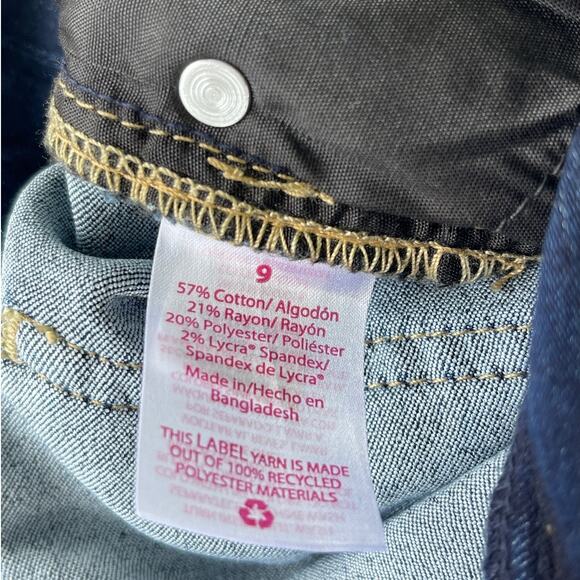 9
57% Cotton/ Algodón
21% Rayon/ Rayón
20% Polyester/ Poliéster
2% Lycra® Spandex/
Spandex de Lycra®
Made in/Hecho en
Bangladesh
THIS LABEL YARN IS MADE
OUT OF 100% RECYCLED
POLYESTER MATERIALS